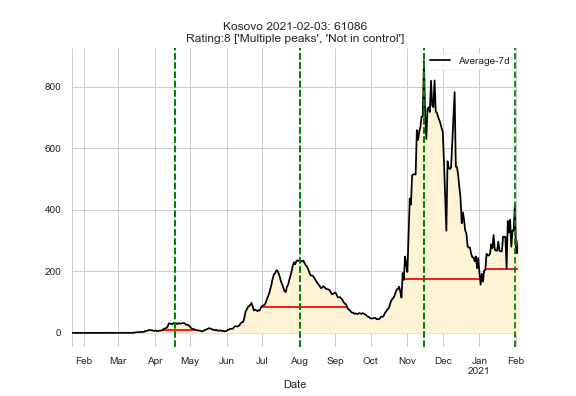 Kosovo 2021-02-03: 61086
Rating:8 ['Multiple peaks', 'Not in control']
Average-7d
800
600
400
200
0
Feb Mar Apr May Jun Jul Aug Sep Oct Nov Dec Jan Feb
2021
Date